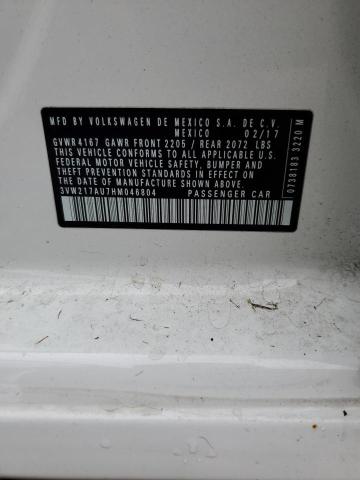 MFD BY VOLKSWAGEN DE MEXICO S.A. DE C.V.
MEXICO 02/17
GVWR 4167 GAWR FRONT 2205 / REAR 2072 LBS
THIS VEHICLE CONFORMS TO ALL APPLICABLE U.S.
FEDERAL MOTOR VEHICLE SAFETY, BUMPER AND
THEFT PREVENTION STANDARDS IN EFFECT ON
THE DATE OF MANUFACTURE SHOWN ABOVE
3VW217AU7HM046804 PASSENGER CAR
0738183 3220 M